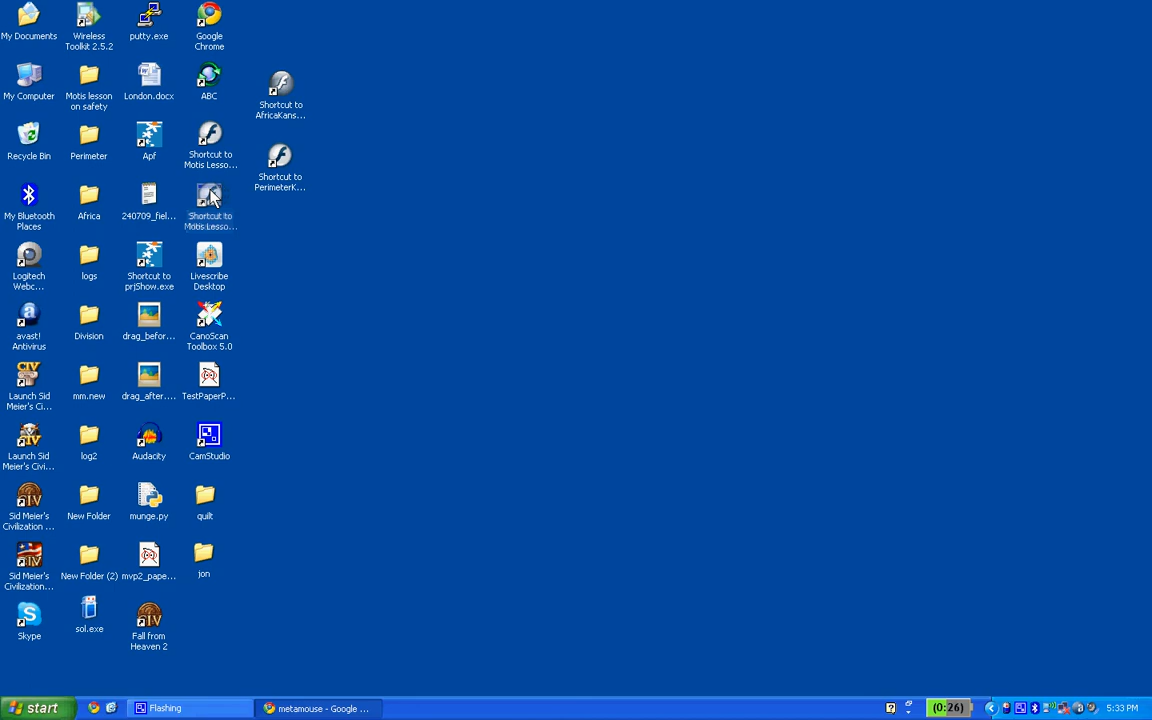 My Documents
Wireless
Toolkit 2.5.2
putty.exe
Google
Chrome
My Computer
Motis lesson
on safety
London.docx
ABC
Shortcut to
AfricaKans...
Recycle Bin
Perimeter
Apf
Shortcut to
Motis Lesso...
Shortcut to
PerimeterK...
My Bluetooth
Places
Africa
240709_fiel...
Shortcut to
Motis Lesso...
Logitech
Webc...
logs
Shortcut to
prjShow.exe
Livescribe
Desktop
avast!
Antivirus
Division
drag_befor...
CanoScan
Toolbox 5.0
CIV
Launch Sid
Meier's Ci...
mm.new
drag_after....
TestPaperP...
CIV
Launch Sid
Meier's Civi...
log2
Audacity
CamStudio
CIV
Sid Meier's
Civilization ...
New Folder
munge.py
quilt
CIV
Sid Meier's
Civilization...
New Folder (2)
mvp2_pape...
jon
Skype
sol.exe
Fall from
Heaven 2
start
Flashing
metamouse - Google ...
(0:26)
5:33 PM